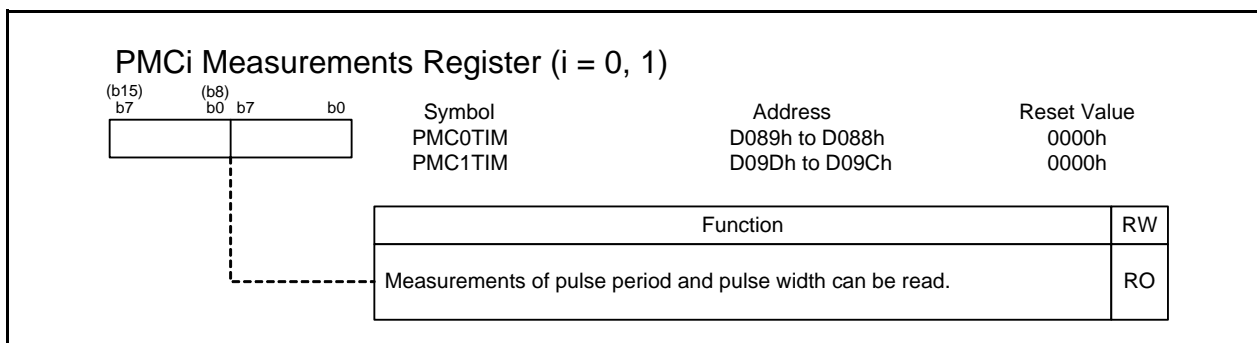 PMCi Measurements Register (i = 0, 1)
(b15) (b8)
b7 b0 b7 b0
Symbol Address Reset Value
PMC0TIM D089h to D088h 0000h
PMC1TIM D09Dh to D09Ch 0000h
Function RW
Measurements of pulse period and pulse width can be read. RO